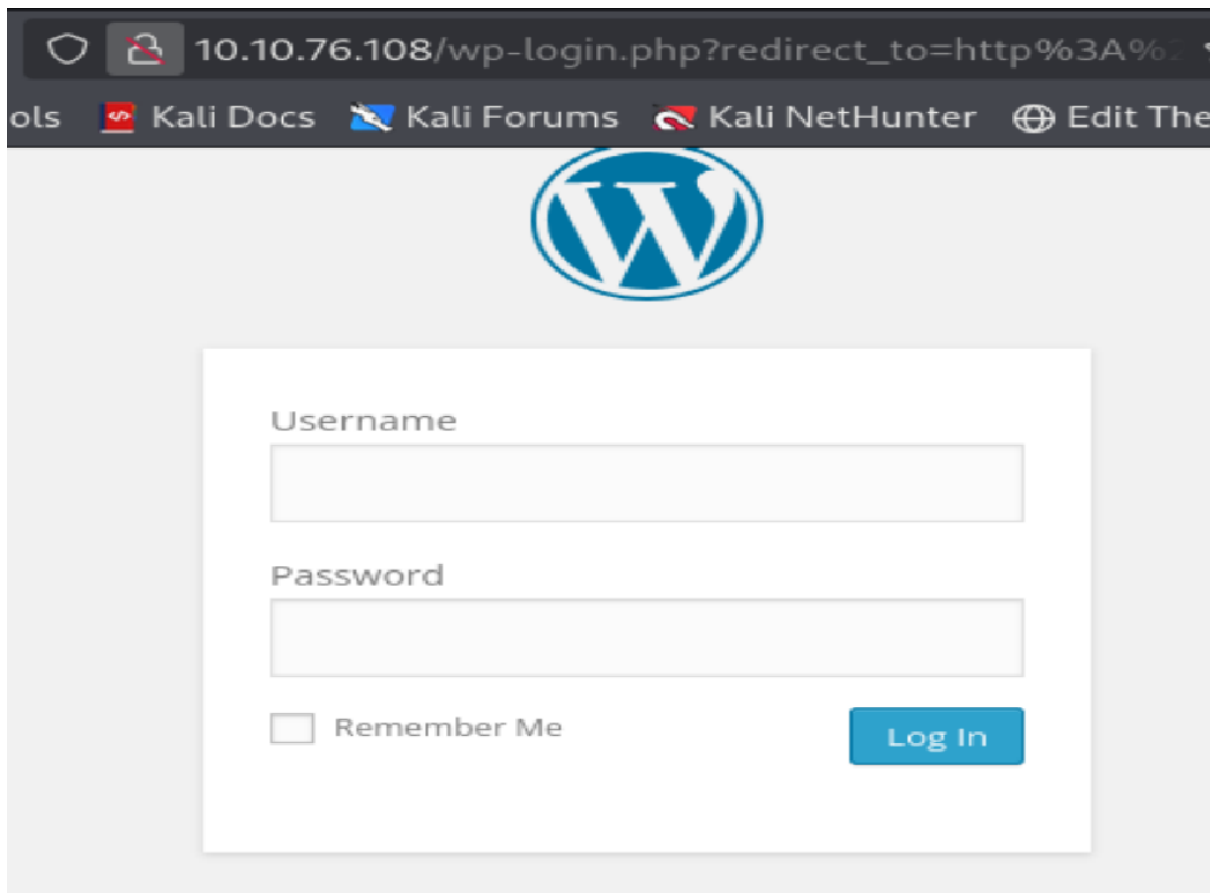 10.10.76.108/wp-login.php?redirect_to=http%3A%2
ols Kali Docs Kali Forums Kali NetHunter Edit The
Username
Password
Remember Me
Log In